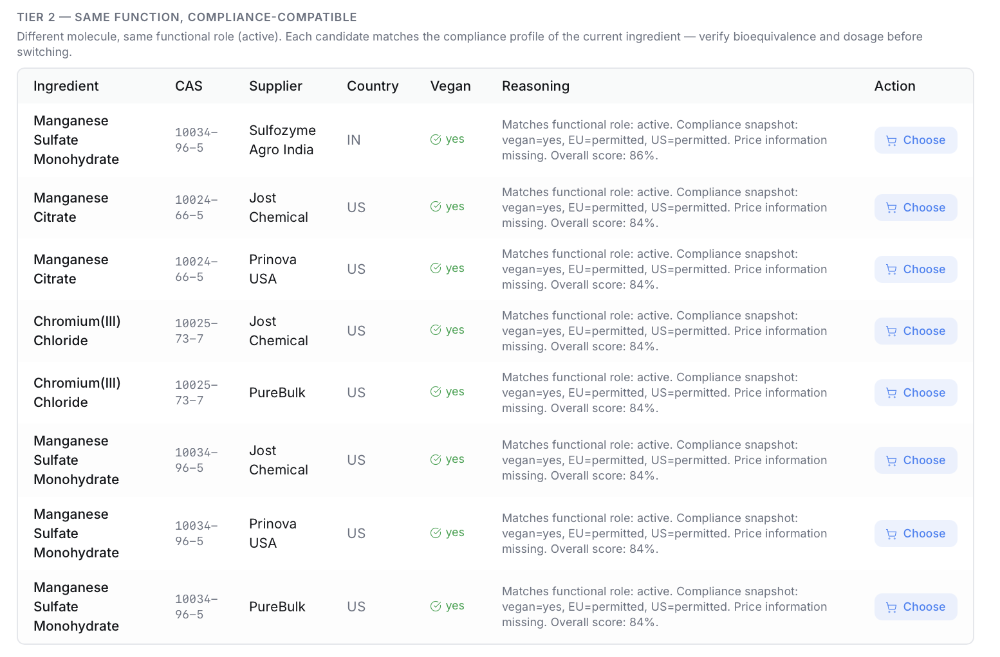 TIER 2 — SAME FUNCTION, COMPLIANCE-COMPATIBLE
Different molecule, same functional role (active). Each candidate matches the compliance profile of the current ingredient — verify bioequivalence and dosage before
switching.
Ingredient CAS Supplier Country Vegan Reasoning Action
Manganese
Sulfate
Monohydrate
10034–
96–5
Sulfozyme
Agro India
IN
yes
Matches functional role: active. Compliance snapshot:
vegan=yes, EU=permitted, US=permitted. Price information
missing. Overall score: 86%.
Choose
Manganese
Citrate
10024–
66–5
Jost
Chemical
US
yes
Matches functional role: active. Compliance snapshot:
vegan=yes, EU=permitted, US=permitted. Price information
missing. Overall score: 84%.
Choose
Manganese
Citrate
10024–
66–5
Prinova
USA
US
yes
Matches functional role: active. Compliance snapshot:
vegan=yes, EU=permitted, US=permitted. Price information
missing. Overall score: 84%.
Choose
Chromium(III)
Chloride
10025–
73–7
Jost
Chemical
US
yes
Matches functional role: active. Compliance snapshot:
vegan=yes, EU=permitted, US=permitted. Price information
missing. Overall score: 84%.
Choose
Chromium(III)
Chloride
10025–
73–7
PureBulk
US
yes
Matches functional role: active. Compliance snapshot:
vegan=yes, EU=permitted, US=permitted. Price information
missing. Overall score: 84%.
Choose
Manganese
Sulfate
Monohydrate
10034–
96–5
Jost
Chemical
US
yes
Matches functional role: active. Compliance snapshot:
vegan=yes, EU=permitted, US=permitted. Price information
missing. Overall score: 84%.
Choose
Manganese
Sulfate
Monohydrate
10034–
96–5
Prinova
USA
US
yes
Matches functional role: active. Compliance snapshot:
vegan=yes, EU=permitted, US=permitted. Price information
missing. Overall score: 84%.
Choose
Manganese
Sulfate
Monohydrate
10034–
96–5
PureBulk
US
yes
Matches functional role: active. Compliance snapshot:
vegan=yes, EU=permitted, US=permitted. Price information
missing. Overall score: 84%.
Choose